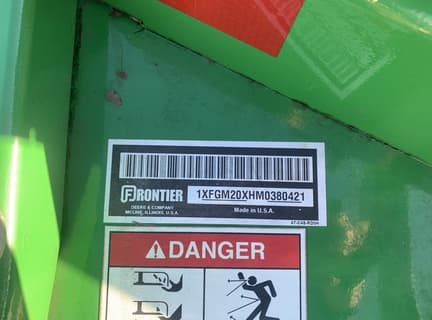 FRONTIER
1XFGM20XHM0380421
DEERE & COMPANY
MOLINE, ILLINOIS, U.S.A.
Made in U.S.A.
DANGER